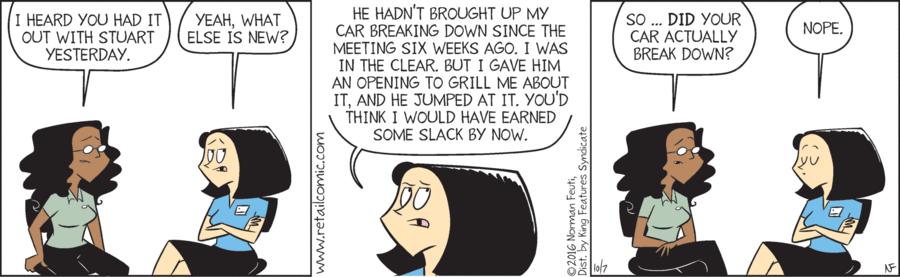 I HEARD YOU HAD IT
OUT WITH STUART
YESTERDAY.
YEAH, WHAT
ELSE IS NEW?
www.retailcomic.com
HE HADN'T BROUGHT UP MY
CAR BREAKING DOWN SINCE THE
MEETING SIX WEEKS AGO. I WAS
IN THE CLEAR. BUT I GAVE HIM
AN OPENING TO GRILL ME ABOUT
IT, AND HE JUMPED AT IT. YOU'D
THINK I WOULD HAVE EARNED
SOME SLACK BY NOW.
©2016 Norman Feuti,
Dist. by King Features Syndicate
SO ... DID YOUR
CAR ACTUALLY
BREAK DOWN?
NOPE.
10/7
NF